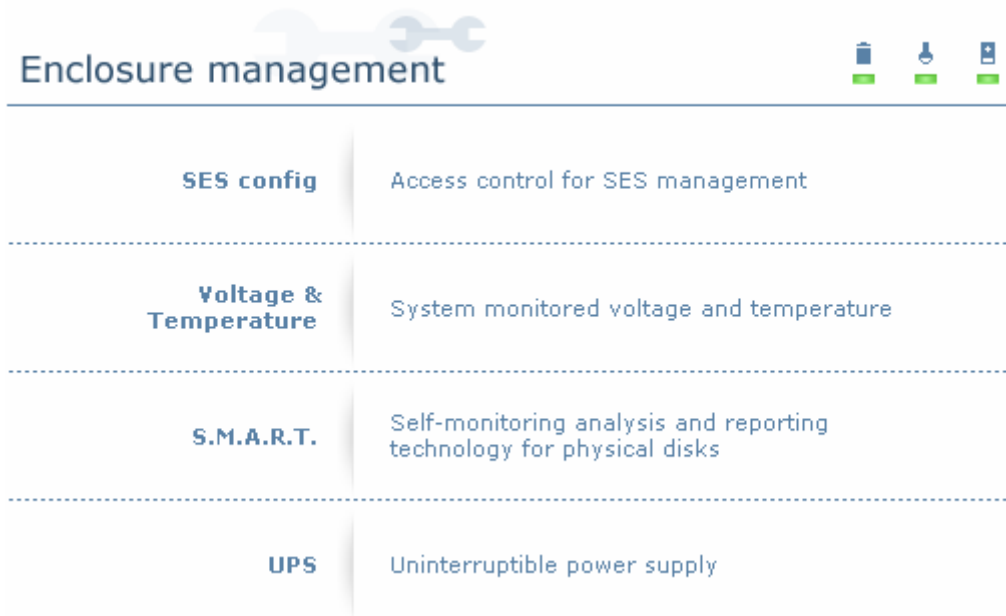 Enclosure management
SES config
Access control for SES management
Voltage &
Temperature
System monitored voltage and temperature
S.M.A.R.T.
Self-monitoring analysis and reporting
technology for physical disks
UPS
Uninterruptible power supply